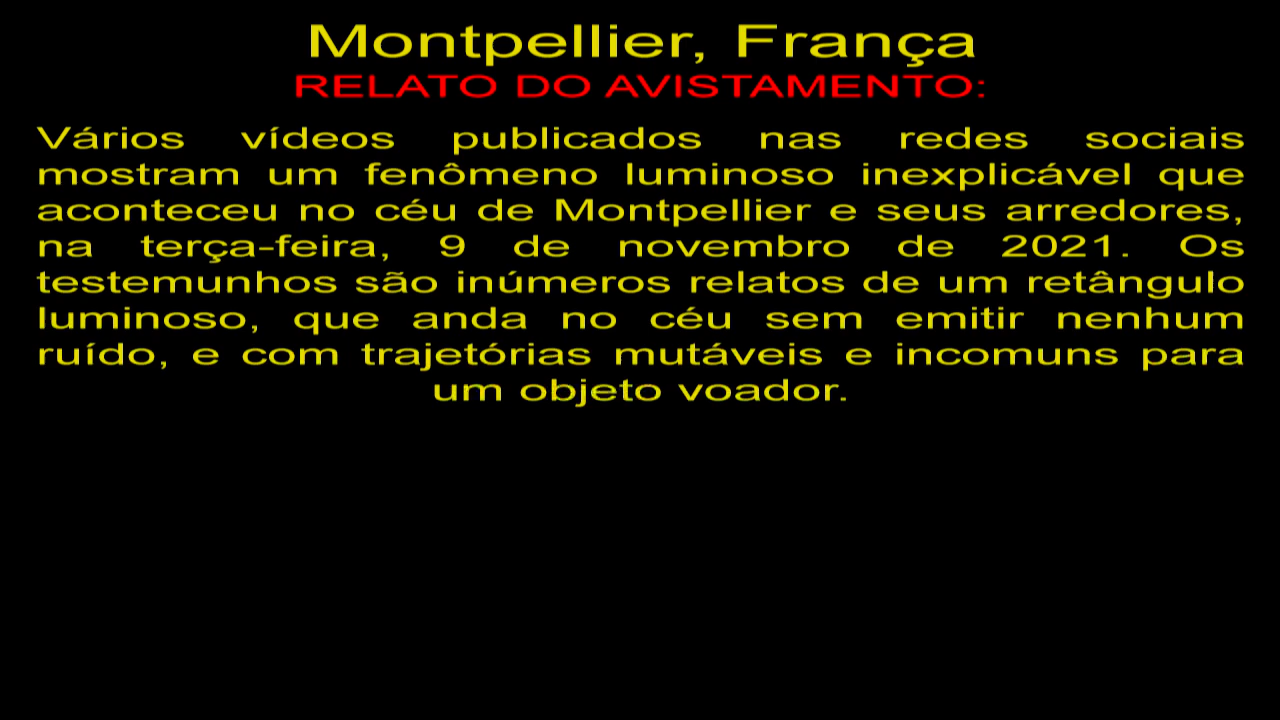 Montpellier, França
RELATO DO AVISTAMENTO:
Vários vídeos publicados nas redes sociais
mostram um fenômeno luminoso inexplicável que
aconteceu no céu de Montpellier e seus arredores,
na terça-feira, 9 de novembro de 2021. Os
testemunhos são inúmeros relatos de um retângulo
luminoso, que anda no céu sem emitir nenhum
ruído, e com trajetórias mutáveis e incomuns para
um objeto voador.